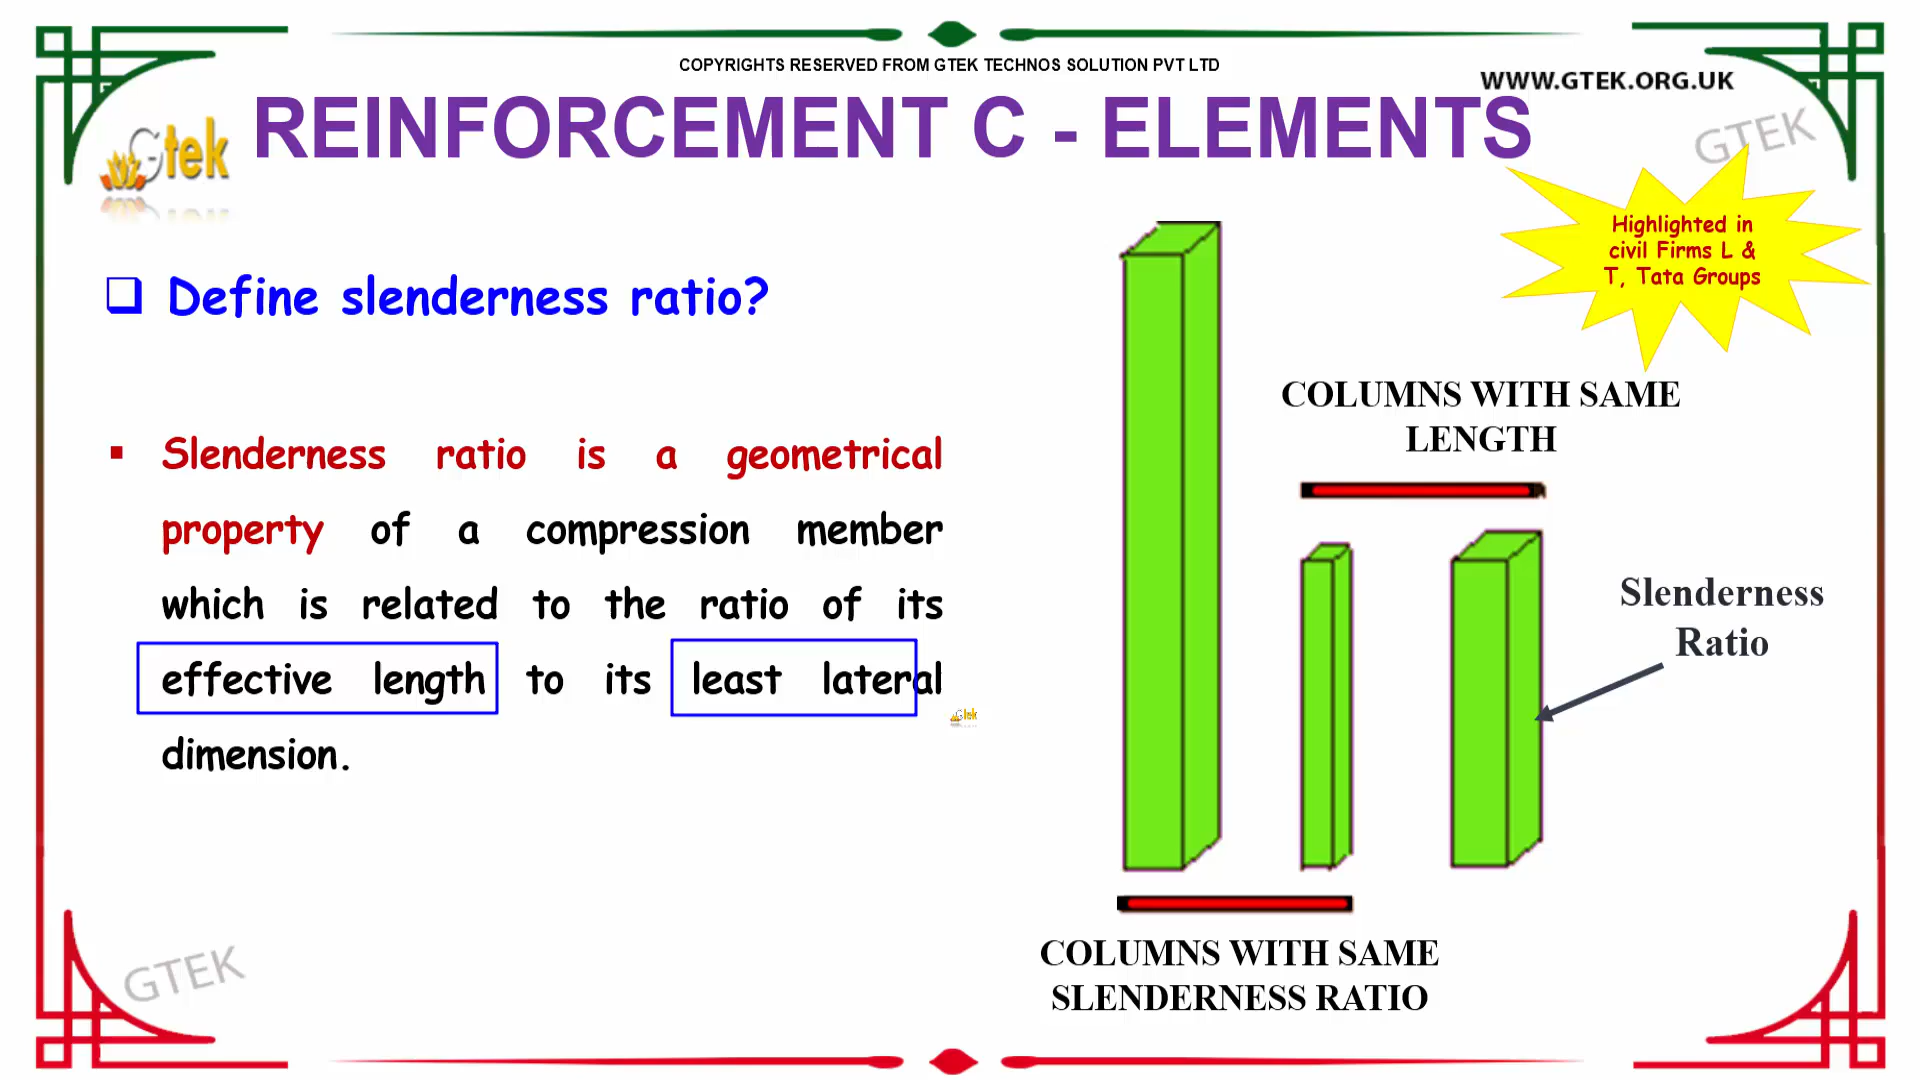 COPYRIGHTS RESERVED FROM GTEK TECHNOS SOLUTION PVT LTD
WWW.GTEK.ORG.UK
REINFORCEMENT C - ELEMENTS
Gtek
GTEK
Highlighted in
civil Firms L &
T, Tata Groups
Define slenderness ratio?
COLUMNS WITH SAME
LENGTH
Slenderness ratio is a geometrical
property of a compression member
which is related to the ratio of its
effective length to its least lateral
dimension.
Gtek
Slenderness
Ratio
COLUMNS WITH SAME
SLENDERNESS RATIO
GTEK